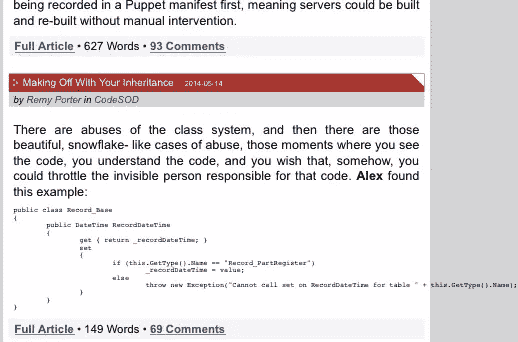 being recorded in a Puppet manifest first, meaning servers could be built
and re-built without manual intervention.
Full Article • 627 Words • 93 Comments
Making Off With Your Inheritance 2014-05-14
by Remy Porter in CodeSOD
There are abuses of the class system, and then there are those
beautiful, snowflake- like cases of abuse, those moments where you see
the code, you understand the code, and you wish that, somehow, you
could throttle the invisible person responsible for that code. Alex found
this example:
public class Record_Base
{
public DateTime RecordDateTime
{
get { return _recordDateTime; }
set
{
if (this.GetType().Name == "Record_PartRegister")
_recordDateTime = value;
else
throw new Exception("Cannot call set on RecordDateTime for table " + this.GetType().Name);
}
}
}
Full Article • 149 Words • 69 Comments